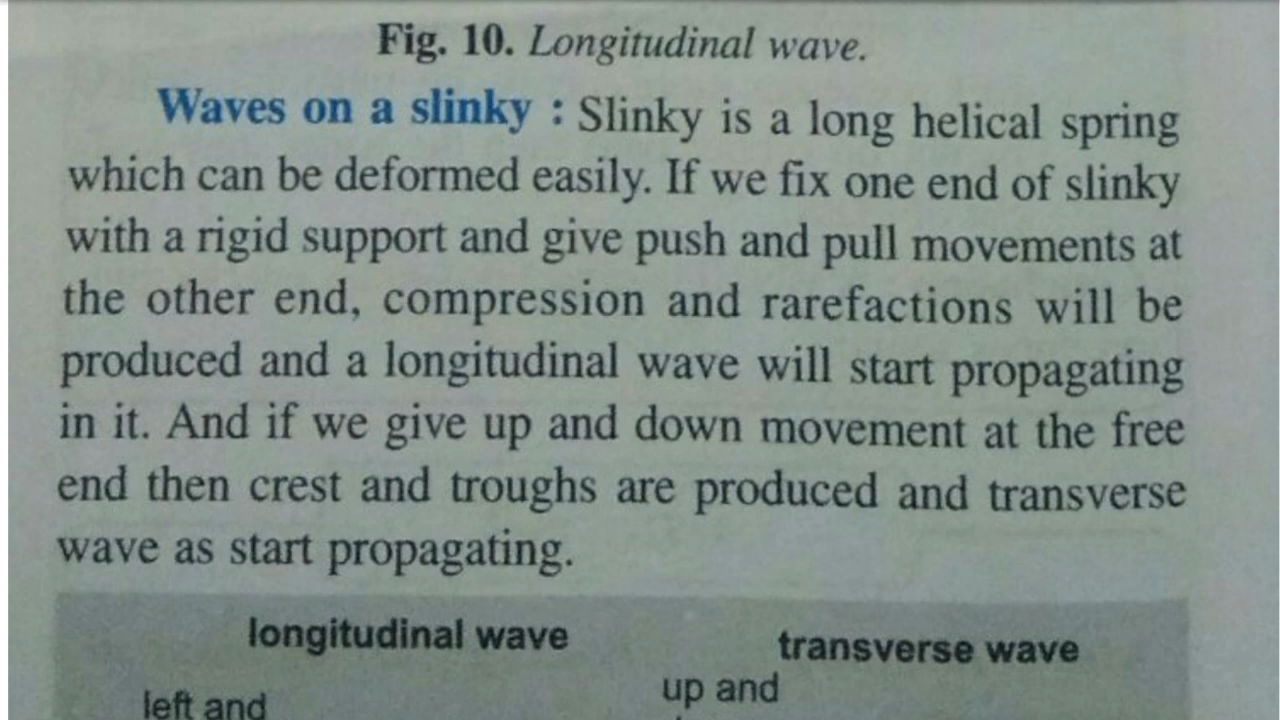 Fig. 10. Longitudinal wave.
Waves on a slinky : Slinky is a long helical spring
which can be deformed easily. If we fix one end of slinky
with a rigid support and give push and pull movements at
the other end, compression and rarefactions will be
produced and a longitudinal wave will start propagating
in it. And if we give up and down movement at the free
end then crest and troughs are produced and transverse
wave as start propagating.
longitudinal wave
transverse wave
left and
up and